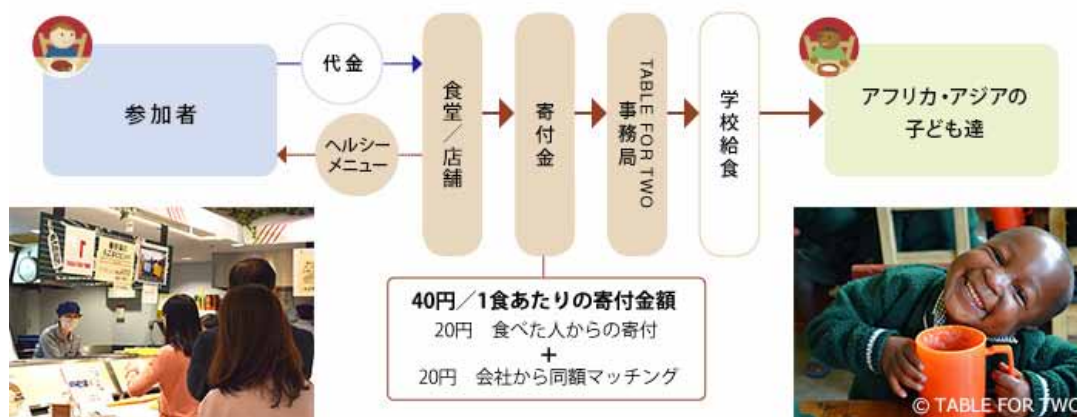 参加者
代金
ヘルシー
メニュー
食堂／店舗
寄付金
TABLE FOR TWO
事務局
学校給食
アフリカ・アジアの
子ども達
40円／1食あたりの寄付金額
20円　食べた人からの寄付
+
20円　会社から同額マッチング
© TABLE FOR TWO